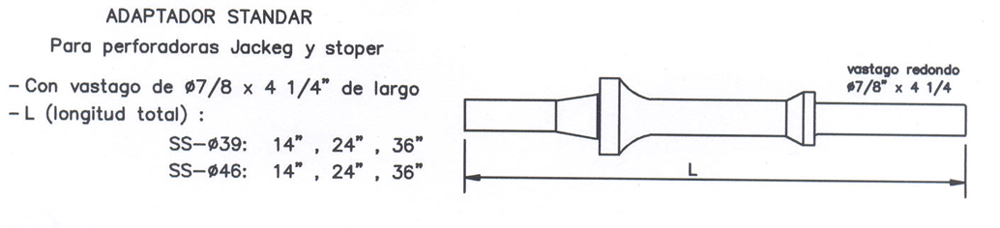 ADAPTADOR STANDAR
Para perforadoras Jackeg y stoper
- Con vastago de ø7/8 x 4 1/4" de largo
- L (longitud total) :
SS-ø39: 14" , 24" , 36"
SS-ø46: 14" , 24" , 36"
vastago redondo
ø7/8" x 4 1/4
L